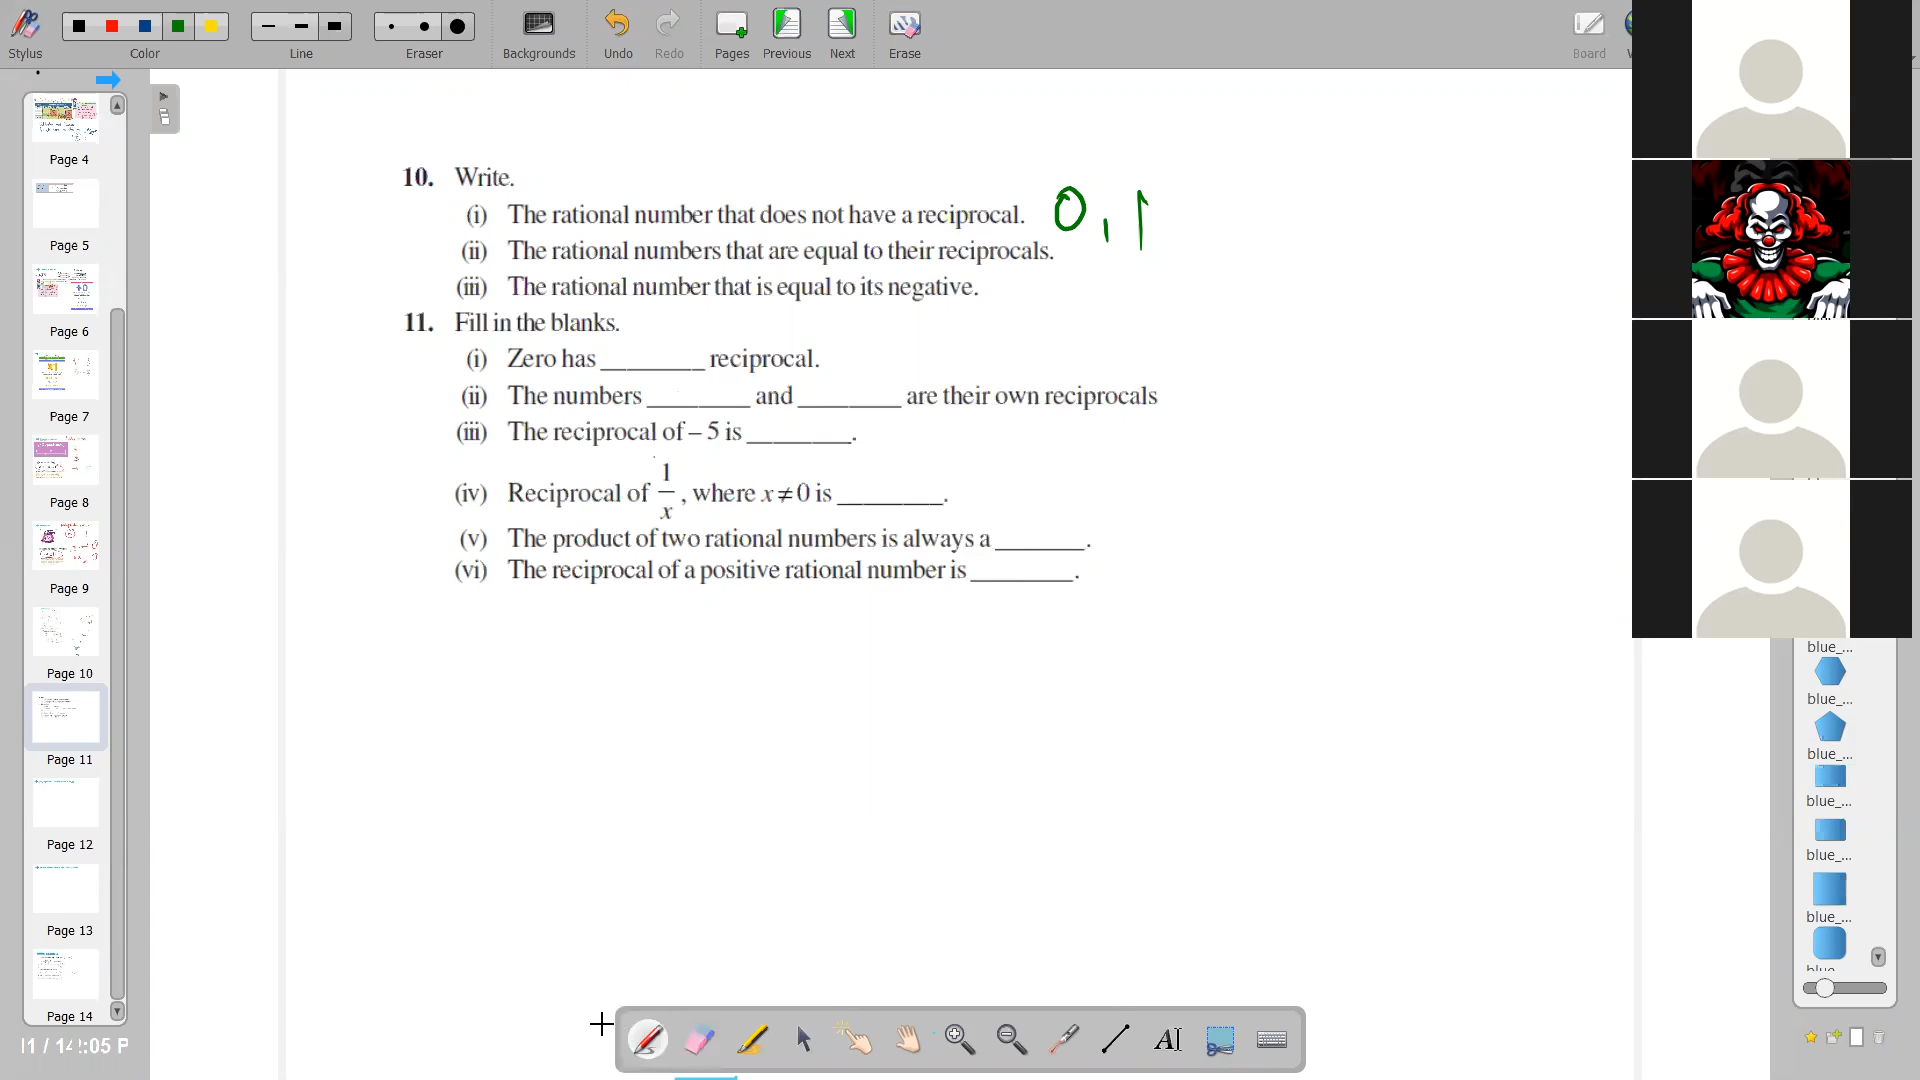 Stylus
Color
Line
Eraser
Backgrounds
Undo
Redo
Pages
Previous
Next
Erase
Board
Page 4
Page 5
Page 6
Page 7
Page 8
Page 9
Page 10
Page 11
Page 12
Page 13
Page 14
10. Write.
(i) The rational number that does not have a reciprocal. 0, 1
(ii) The rational numbers that are equal to their reciprocals.
(iii) The rational number that is equal to its negative.
11. Fill in the blanks.
(i) Zero has ________ reciprocal.
(ii) The numbers ________ and ________ are their own reciprocals
(iii) The reciprocal of – 5 is ________.
(iv) Reciprocal of 1/x, where x ≠ 0 is ________.
(v) The product of two rational numbers is always a _______.
(vi) The reciprocal of a positive rational number is ________.
blue_...
blue_...
blue_...
blue_...
blue_...
blue_...
AI